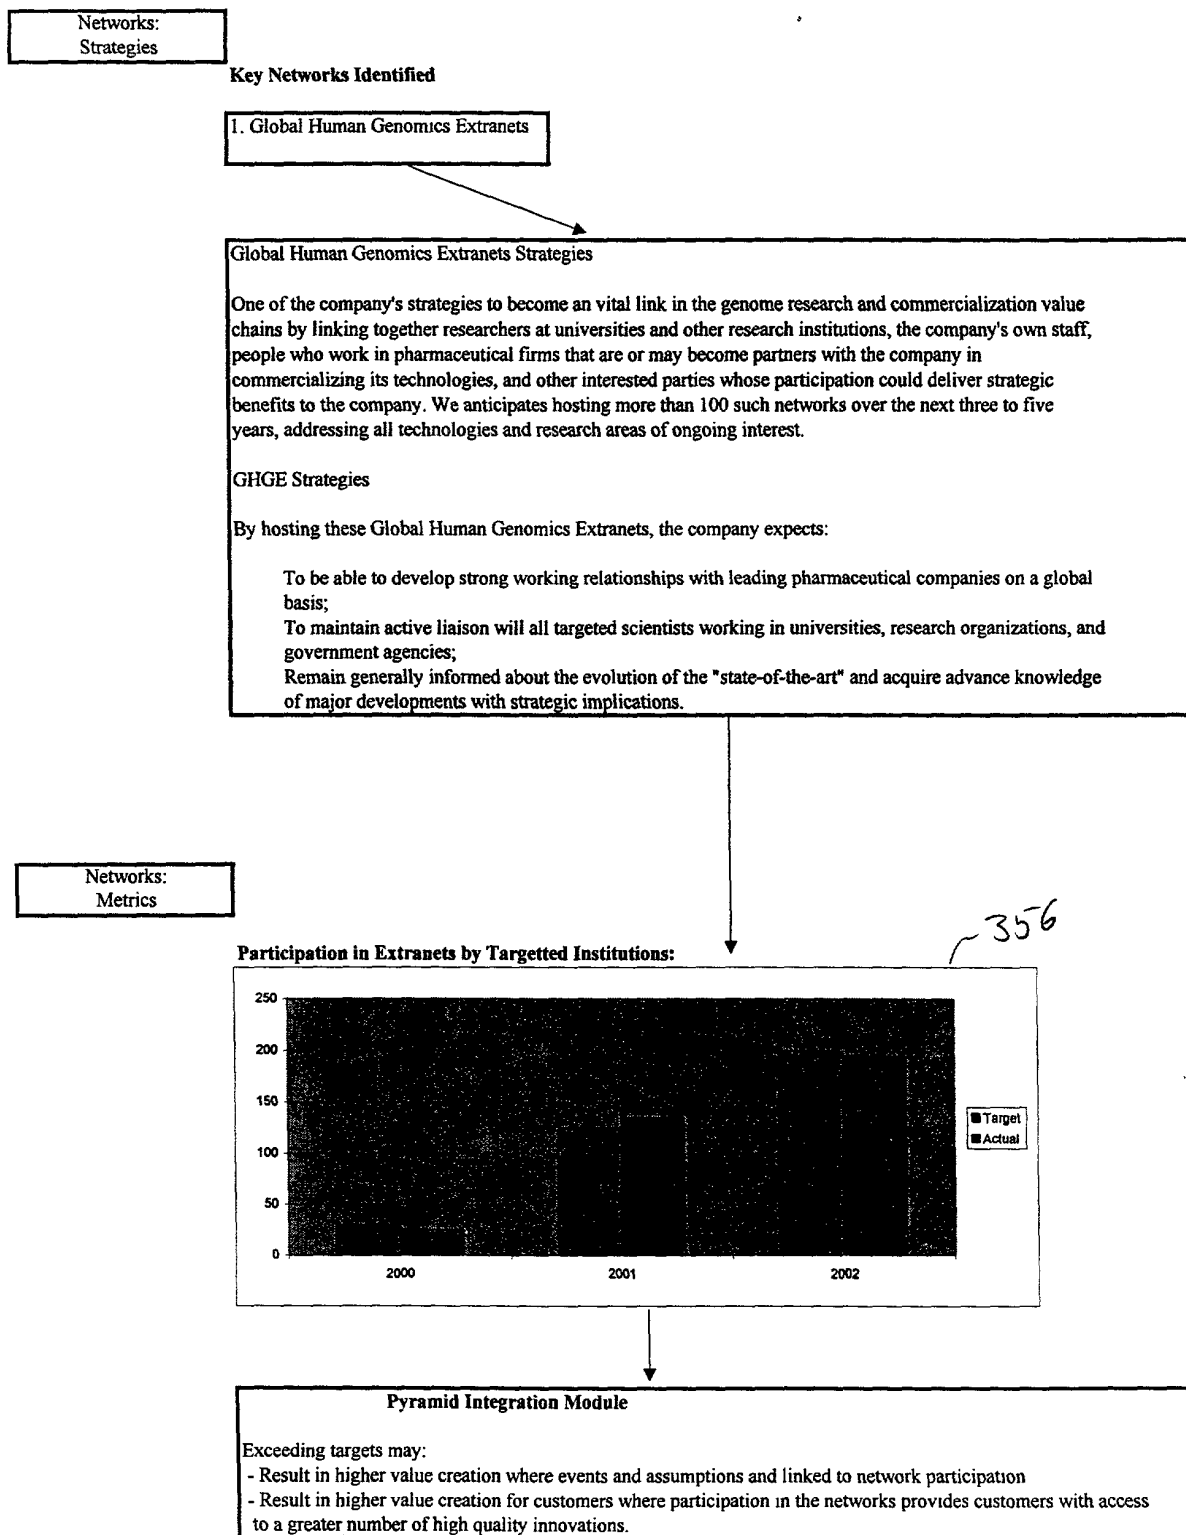 Networks:
Strategies
Key Networks Identified
1. Global Human Genomics Extranets
Global Human Genomics Extranets Strategies
One of the company's strategies to become an vital link in the genome research and commercialization value
chains by linking together researchers at universities and other research institutions, the company's own staff,
people who work in pharmaceutical firms that are or may become partners with the company in
commercializing its technologies, and other interested parties whose participation could deliver strategic
benefits to the company. We anticipates hosting more than 100 such networks over the next three to five
years, addressing all technologies and research areas of ongoing interest.
GHGE Strategies
By hosting these Global Human Genomics Extranets, the company expects:
To be able to develop strong working relationships with leading pharmaceutical companies on a global
basis;
To maintain active liaison will all targeted scientists working in universities, research organizations, and
government agencies;
Remain generally informed about the evolution of the "state-of-the-art" and acquire advance knowledge
of major developments with strategic implications.
Networks:
Metrics
356
Participation in Extranets by Targetted Institutions:
250
200
150
100
50
0
2000 2001 2002
Target
Actual
Pyramid Integration Module
Exceeding targets may:
- Result in higher value creation where events and assumptions and linked to network participation
- Result in higher value creation for customers where participation in the networks provides customers with access
to a greater number of high quality innovations.